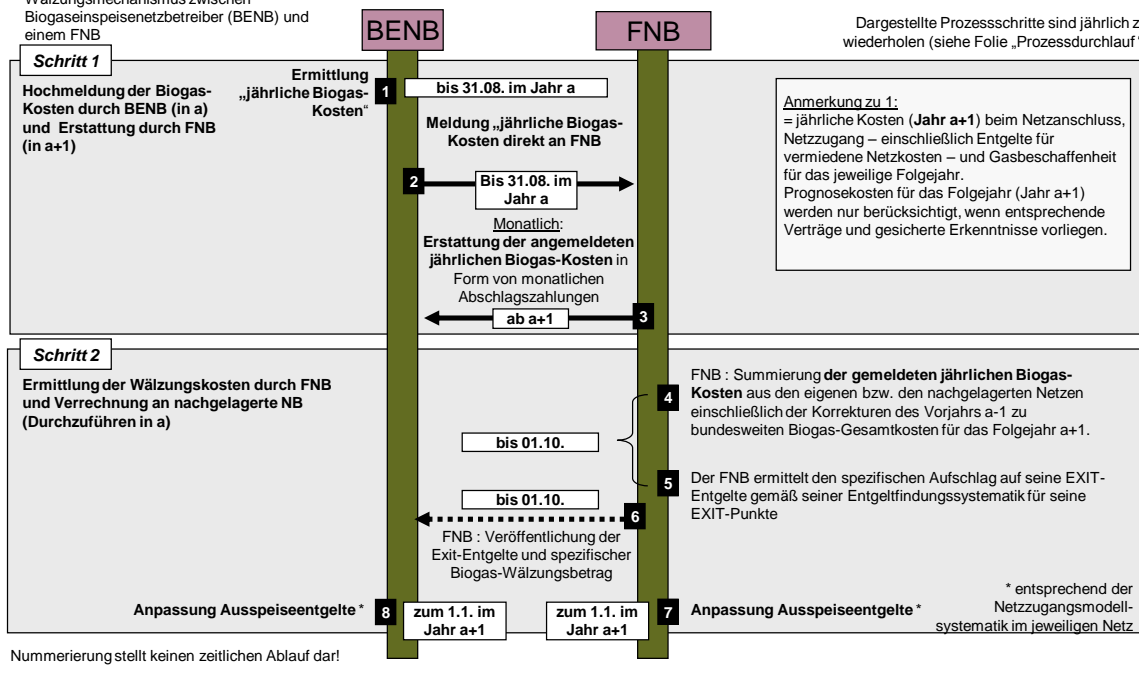 Wälzungsmechanismus zwischen
Biogaseinspeisenetzbetreiber (BENB) und
einem FNB
BENB
FNB
Dargestellte Prozessschritte sind jährlich z
wiederholen (siehe Folie „Prozessdurchlauf“
Schritt 1
Hochmeldung der Biogas-
Kosten durch BENB (in a)
und Erstattung durch FNB
(in a+1)
Ermittlung
„jährliche Biogas-
Kosten“
1
bis 31.08. im Jahr a
Meldung „jährliche Biogas-
Kosten direkt an FNB
2
Bis 31.08. im
Jahr a
Monatlich:
Erstattung der angemeldeten
jährlichen Biogas-Kosten in
Form von monatlichen
Abschlagszahlungen
ab a+1
3
Anmerkung zu 1:
= jährliche Kosten (Jahr a+1) beim Netzanschluss,
Netzzugang – einschließlich Entgelte für
vermiedene Netzkosten – und Gasbeschaffenheit
für das jeweilige Folgejahr.
Prognosekosten für das Folgejahr (Jahr a+1)
werden nur berücksichtigt, wenn entsprechende
Verträge und gesicherte Erkenntnisse vorliegen.
Schritt 2
Ermittlung der Wälzungskosten durch FNB
und Verrechnung an nachgelagerte NB
(Durchzuführen in a)
4
FNB : Summierung der gemeldeten jährlichen Biogas-
Kosten aus den eigenen bzw. den nachgelagerten Netzen
einschließlich der Korrekturen des Vorjahrs a-1 zu
bundesweiten Biogas-Gesamtkosten für das Folgejahr a+1.
bis 01.10.
5
Der FNB ermittelt den spezifischen Aufschlag auf seine EXIT-
Entgelte gemäß seiner Entgeltfindungssystematik für seine
EXIT-Punkte
bis 01.10.
6
FNB : Veröffentlichung der
Exit-Entgelte und spezifischer
Biogas-Wälzungsbetrag
Anpassung Ausspeiseentgelte *
8
zum 1.1. im
Jahr a+1
zum 1.1. im
Jahr a+1
7
Anpassung Ausspeiseentgelte *
* entsprechend der
Netzzugangsmodell-
systematik im jeweiligen Netz
Nummerierung stellt keinen zeitlichen Ablauf dar!